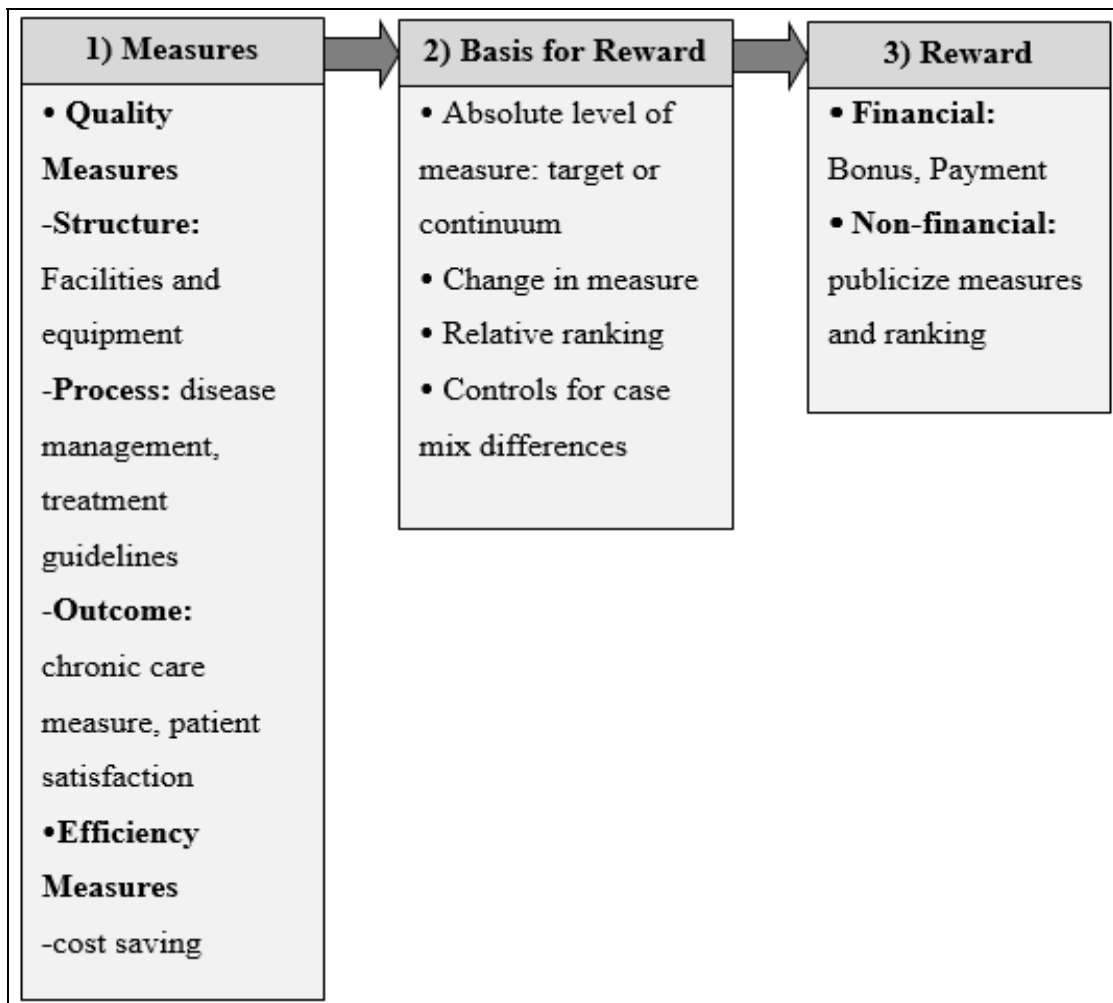 1) Measures
• Quality
Measures
-Structure:
Facilities and
equipment
-Process: disease
management,
treatment
guidelines
-Outcome:
chronic care
measure, patient
satisfaction
•Efficiency
Measures
-cost saving
2) Basis for Reward
• Absolute level of
measure: target or
continuum
• Change in measure
• Relative ranking
• Controls for case
mix differences
3) Reward
• Financial:
Bonus, Payment
• Non-financial:
publicize measures
and ranking